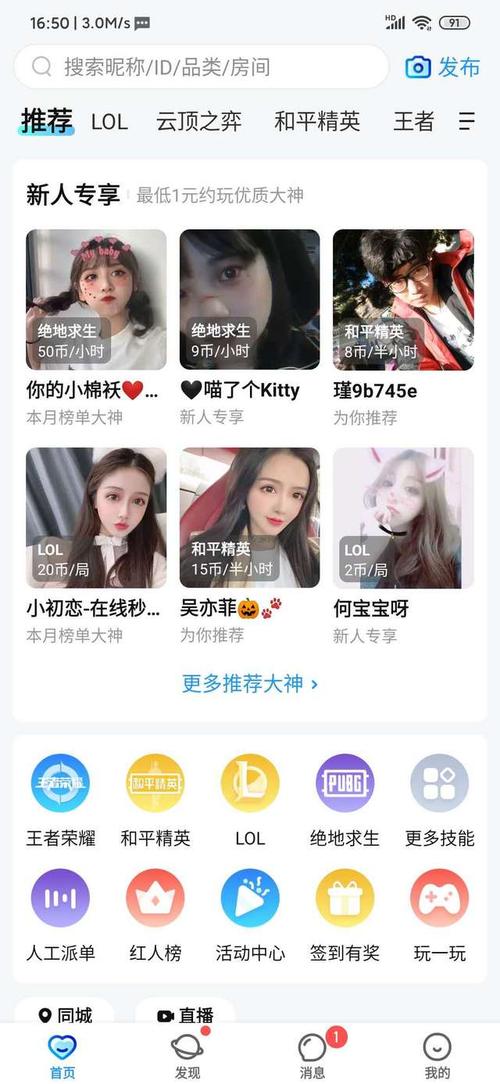 16:50 | 3.0M/s
91
搜索昵称/ID/品类/房间
发布
推荐 LOL 云顶之弈 和平精英 王者
新人专享 最低1元约玩优质大神
My baby
绝地求生
50币/小时
你的小棉袄❤️...
本月榜单大神
绝地求生
9币/小时
🖤喵了个Kitty
新人专享
和平精英
8币/半小时
瑾9b745e
为你推荐
LOL
20币/局
小初恋-在线秒...
本月榜单大神
和平精英
15币/半小时
吴亦菲🎃🐾
为你推荐
LOL
2币/局
何宝宝呀
新人专享
更多推荐大神 ›
王者荣耀
和平精英
L
PUBG
王者荣耀 和平精英 LOL 绝地求生 更多技能
人工派单 红人榜 活动中心 签到有奖 玩一玩
同城 直播
1
首页 发现 消息 我的